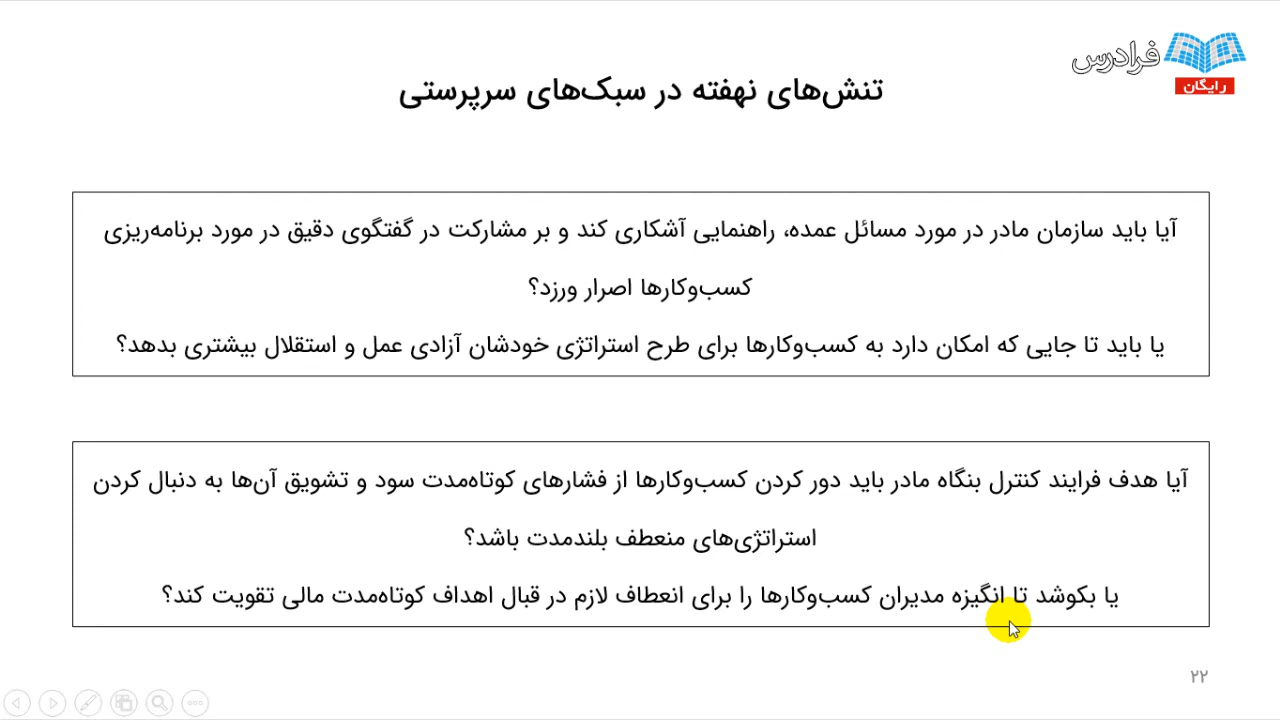 فرادرس
رایگان
تنش‌های نهفته در سبک‌های سرپرستی
آیا باید سازمان مادر در مورد مسائل عمده، راهنمایی آشکاری کند و بر مشارکت در گفتگوی دقیق در مورد برنامه‌ریزی
کسب‌وکارها اصرار ورزد؟
یا باید تا جایی که امکان دارد به کسب‌وکارها برای طرح استراتژی خودشان آزادی عمل و استقلال بیشتری بدهد؟
آیا هدف فرایند کنترل بنگاه مادر باید دور کردن کسب‌وکارها از فشارهای کوتاه‌مدت سود و تشویق آن‌ها به دنبال کردن
استراتژی‌های منعطف بلندمدت باشد؟
یا بکوشد تا انگیزه مدیران کسب‌وکارها را برای انعطاف لازم در قبال اهداف کوتاه‌مدت مالی تقویت کند؟
۲۲